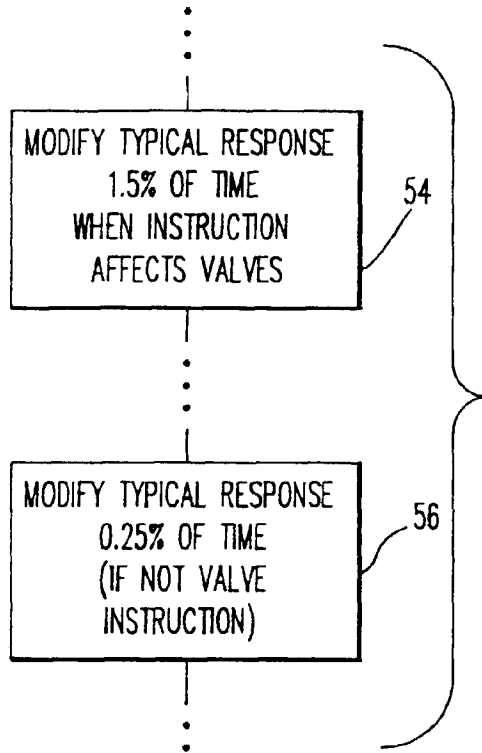 MODIFY TYPICAL RESPONSE
1.5% OF TIME
WHEN INSTRUCTION
AFFECTS VALVES
54
MODIFY TYPICAL RESPONSE
0.25% OF TIME
(IF NOT VALVE
INSTRUCTION)
56